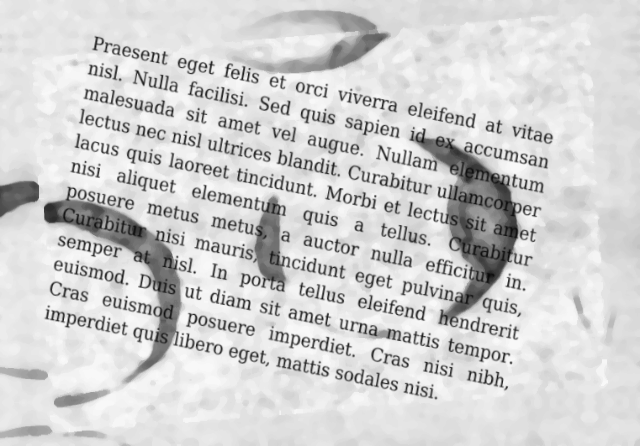 Praesent eget felis et orci viverra eleifend at vitae
nisl. Nulla facilisi. Sed quis sapien id ex accumsan
malesuada sit amet vel augue. Nullam elementum
lectus nec nisl ultrices blandit. Curabitur ullamcorper
lacus quis laoreet tincidunt. Morbi et lectus sit amet
nisi aliquet elementum quis a tellus. Curabitur
posuere metus metus, a auctor nulla efficitur in.
Curabitur nisi mauris, tincidunt eget pulvinar quis,
semper at nisl. In porta tellus eleifend hendrerit
euismod. Duis ut diam sit amet urna mattis tempor.
Cras euismod posuere imperdiet. Cras nisi nibh,
imperdiet quis libero eget, mattis sodales nisi.